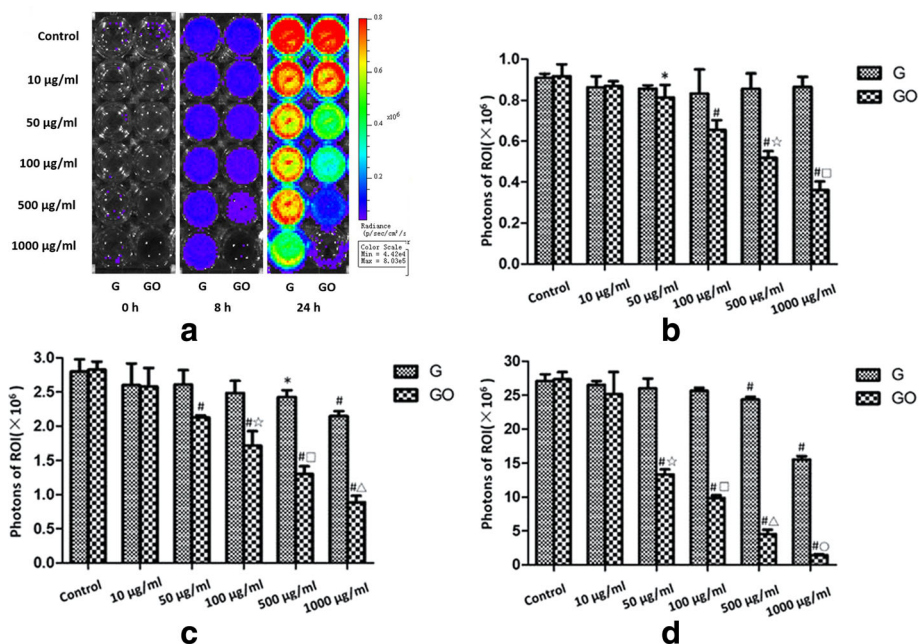 Control
10 µg/ml
50 µg/ml
100 µg/ml
500 µg/ml
1000 µg/ml
G GO G GO G GO
0 h 8 h 24 h
0.8
0.6
x10⁶
0.4
0.2
Radiance
(p/sec/cm²/s
Color Scale
Min = 4.42e4
Max = 8.03e5
a
Photons of ROI(×10⁶)
1.0
0.8
0.6
0.4
0.2
0.0
* # #☆ #□
G
GO
Control 10 µg/ml 50 µg/ml 100 µg/ml 500 µg/ml 1000 µg/ml
b
Photons of ROI(×10⁶)
3.0
2.5
2.0
1.5
1.0
0.5
0.0
# #☆ * #□ # #△
G
GO
Control 10 µg/ml 50 µg/ml 100 µg/ml 500 µg/ml 1000 µg/ml
c
Photons of ROI(×10⁶)
30
25
20
15
10
5
0
#☆ #□ # #△ # #○
G
GO
Control 10 µg/ml 50 µg/ml 100 µg/ml 500 µg/ml 1000 µg/ml
d